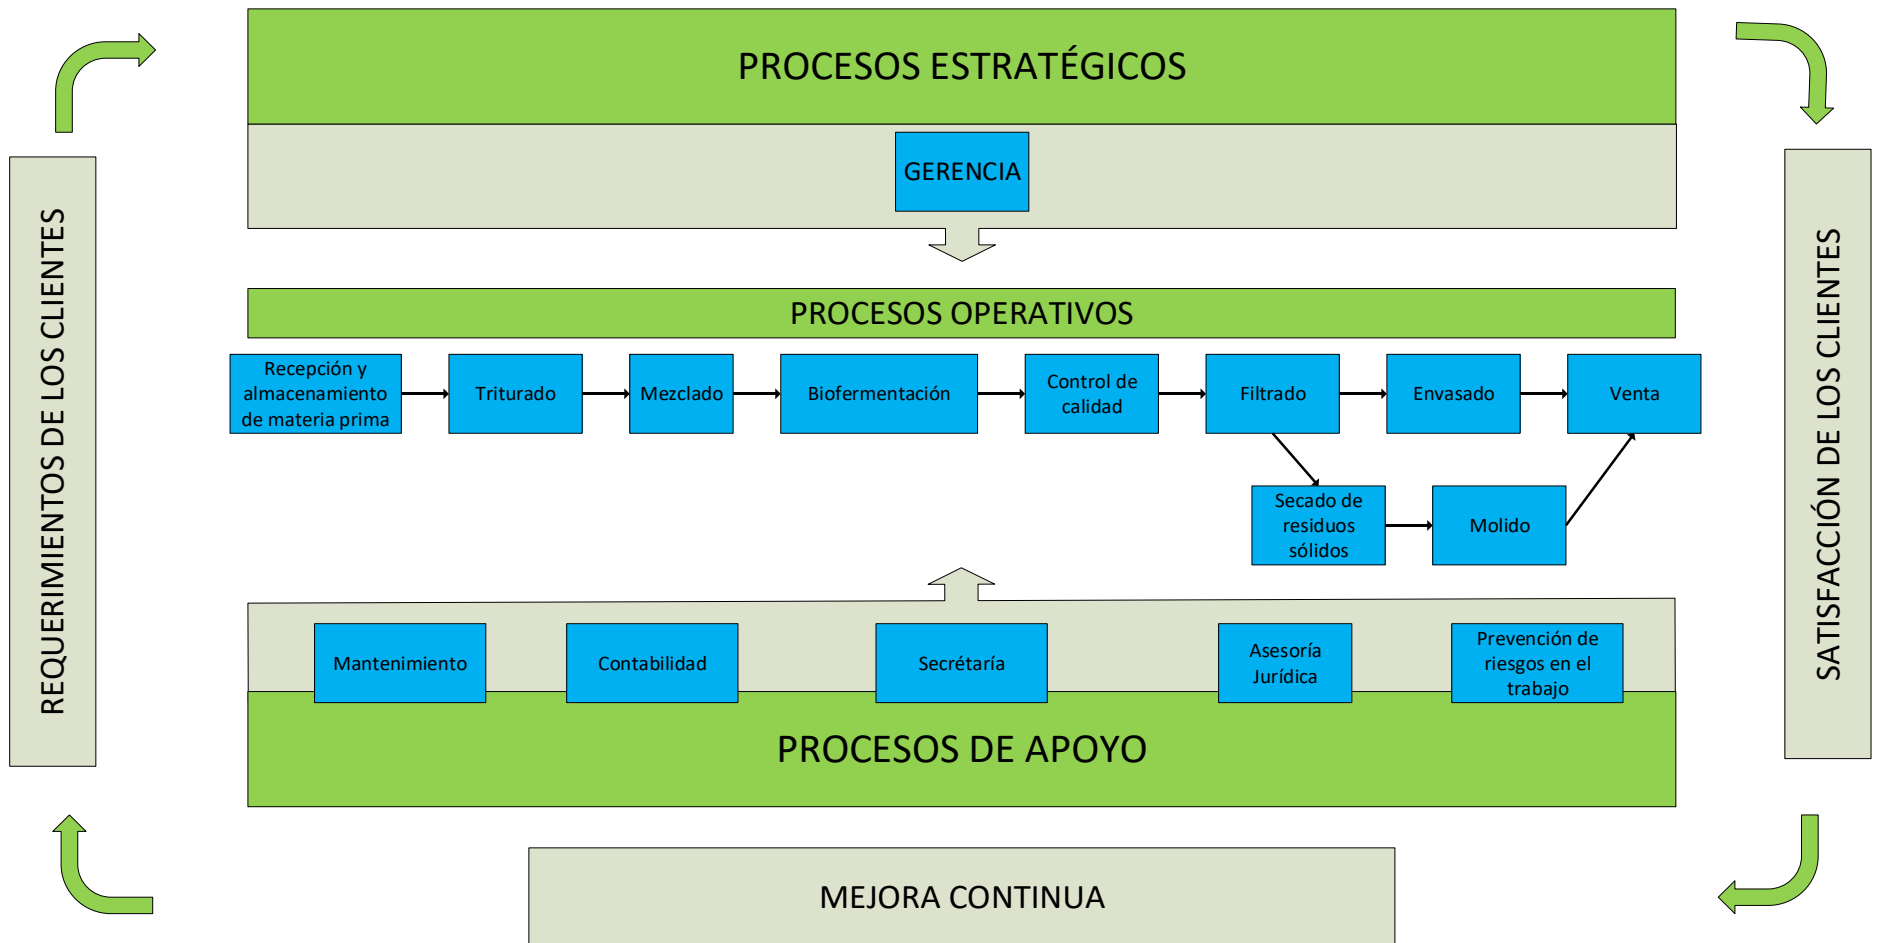 PROCESOS ESTRATÉGICOS
GERENCIA
REQUERIMIENTOS DE LOS CLIENTES
SATISFACCIÓN DE LOS CLIENTES
PROCESOS OPERATIVOS
Recepción y
almacenamiento
de materia prima
Triturado
Mezclado
Biofermentación
Control de
calidad
Filtrado
Envasado
Venta
Secado de
residuos
sólidos
Molido
Mantenimiento
Contabilidad
Secrétaría
Asesoría
Jurídica
Prevención de
riesgos en el
trabajo
PROCESOS DE APOYO
MEJORA CONTINUA